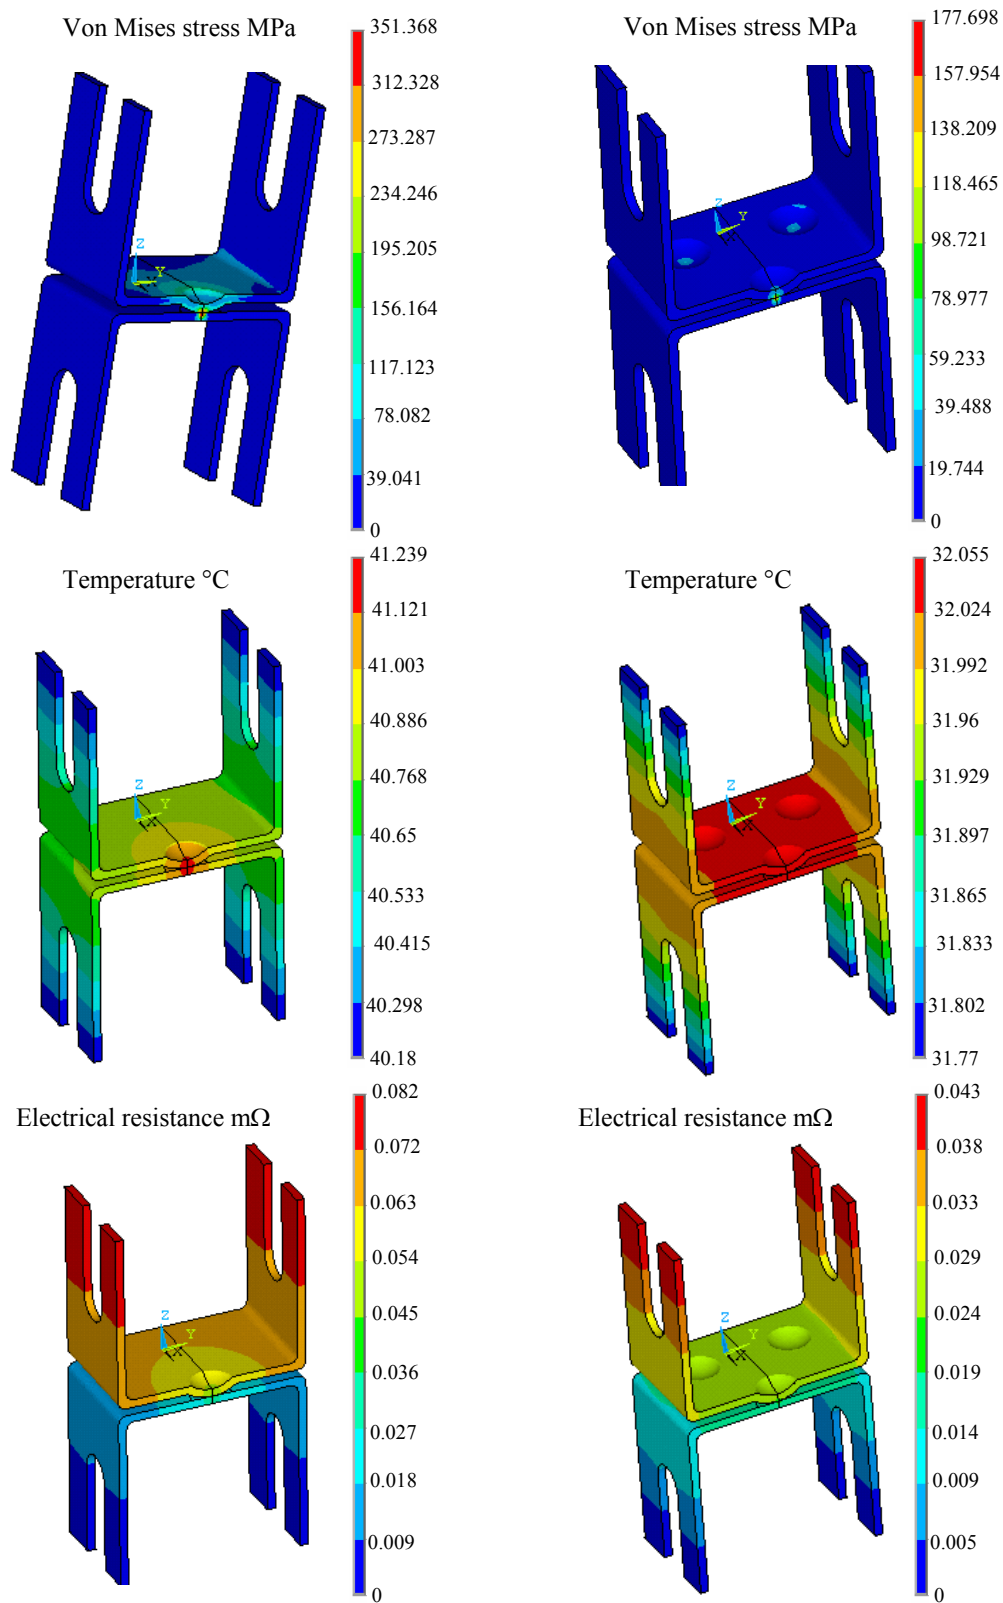 Von Mises stress MPa
351.368
312.328
273.287
234.246
195.205
156.164
117.123
78.082
39.041
0
Z
Y
X
Von Mises stress MPa
177.698
157.954
138.209
118.465
98.721
78.977
59.233
39.488
19.744
0
Z
Y
Temperature °C
41.239
41.121
41.003
40.886
40.768
40.65
40.533
40.415
40.298
40.18
Z
Y
X
Temperature °C
32.055
32.024
31.992
31.96
31.929
31.897
31.865
31.833
31.802
31.77
Z
Y
X
Electrical resistance mΩ
0.082
0.072
0.063
0.054
0.045
0.036
0.027
0.018
0.009
0
Z
Y
X
Electrical resistance mΩ
0.043
0.038
0.033
0.029
0.024
0.019
0.014
0.009
0.005
0
Z
Y
X